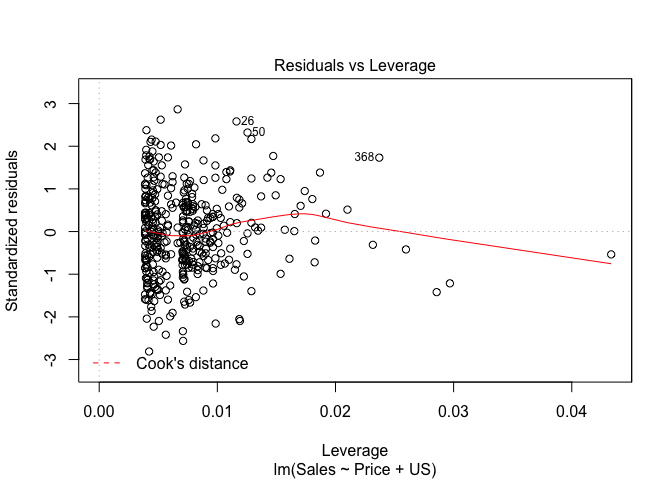 Residuals vs Leverage
Standardized residuals
3
2
1
0
-1
-2
-3
26
50
368
Cook's distance
0.00 0.01 0.02 0.03 0.04
Leverage
lm(Sales ~ Price + US)